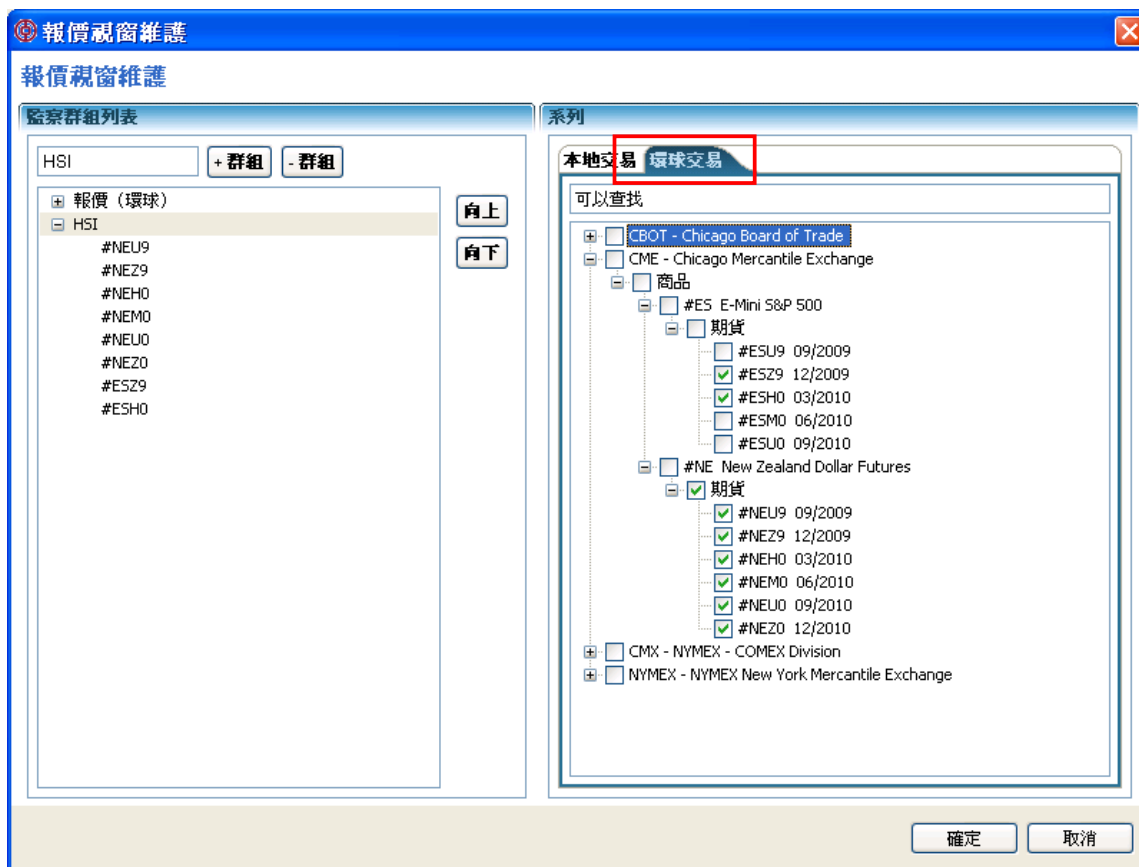 報價視窗維護
報價視窗維護
監察群組列表
HSI
+ 群組
- 群組
報價（環球）
HSI
#NEU9
#NEZ9
#NEH0
#NEM0
#NEU0
#NEZ0
#ESZ9
#ESH0
向上
向下
系列
本地交易
環球交易
可以查找
CBOT - Chicago Board of Trade
CME - Chicago Mercantile Exchange
商品
#ES E-Mini S&P 500
期貨
#ESU9 09/2009
#ESZ9 12/2009
#ESH0 03/2010
#ESM0 06/2010
#ESU0 09/2010
#NE New Zealand Dollar Futures
期貨
#NEU9 09/2009
#NEZ9 12/2009
#NEH0 03/2010
#NEM0 06/2010
#NEU0 09/2010
#NEZ0 12/2010
CMX - NYMEX - COMEX Division
NYMEX - NYMEX New York Mercantile Exchange
確定
取消